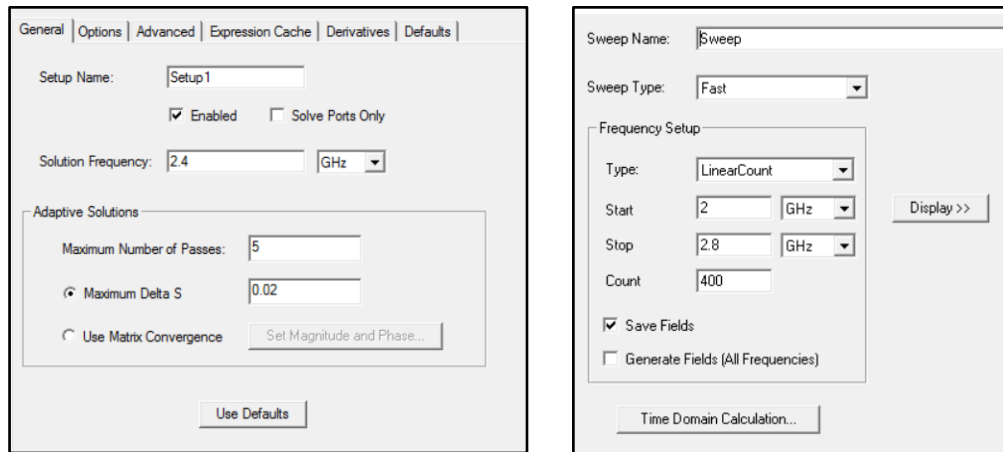 General Options Advanced Expression Cache Derivatives Defaults
Setup Name: Setup1
Enabled Solve Ports Only
Solution Frequency: 2.4 GHz
Adaptive Solutions
Maximum Number of Passes: 5
Maximum Delta S 0.02
Use Matrix Convergence Set Magnitude and Phase...
Use Defaults
Sweep Name: Sweep
Sweep Type: Fast
Frequency Setup
Type: LinearCount
Start 2 GHz Display >>
Stop 2.8 GHz
Count 400
Save Fields
Generate Fields (All Frequencies)
Time Domain Calculation...